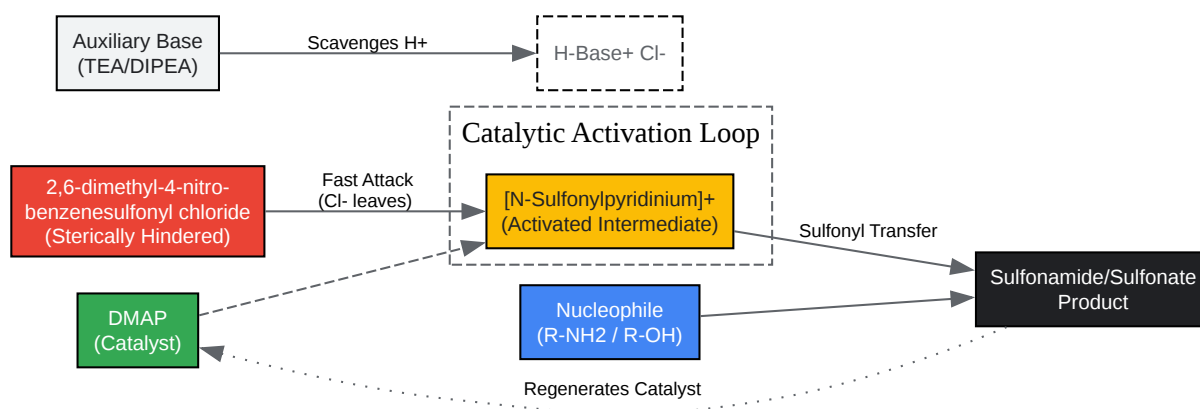 Auxiliary Base
(TEA/DIPEA)
Scavenges H+
H-Base+ Cl-
Catalytic Activation Loop
2,6-dimethyl-4-nitro-
benzenesulfonyl chloride
(Sterically Hindered)
Fast Attack
(Cl- leaves)
[N-Sulfonylpyridinium]+
(Activated Intermediate)
Sulfonyl Transfer
Sulfonamide/Sulfonate
Product
DMAP
(Catalyst)
Nucleophile
(R-NH2 / R-OH)
Regenerates Catalyst